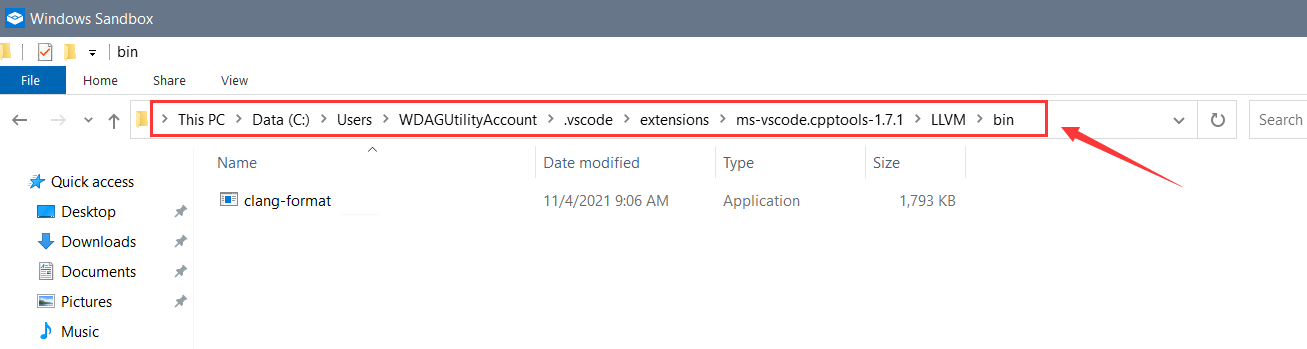 Windows Sandbox
bin
File Home Share View
This PC Data (C:) Users WDAGUtilityAccount .vscode extensions ms-vscode.cpptools-1.7.1 LLVM bin Search
Name Date modified Type Size
Quick access
clang-format 11/4/2021 9:06 AM Application 1,793 KB
Desktop
Downloads
Documents
Pictures
Music